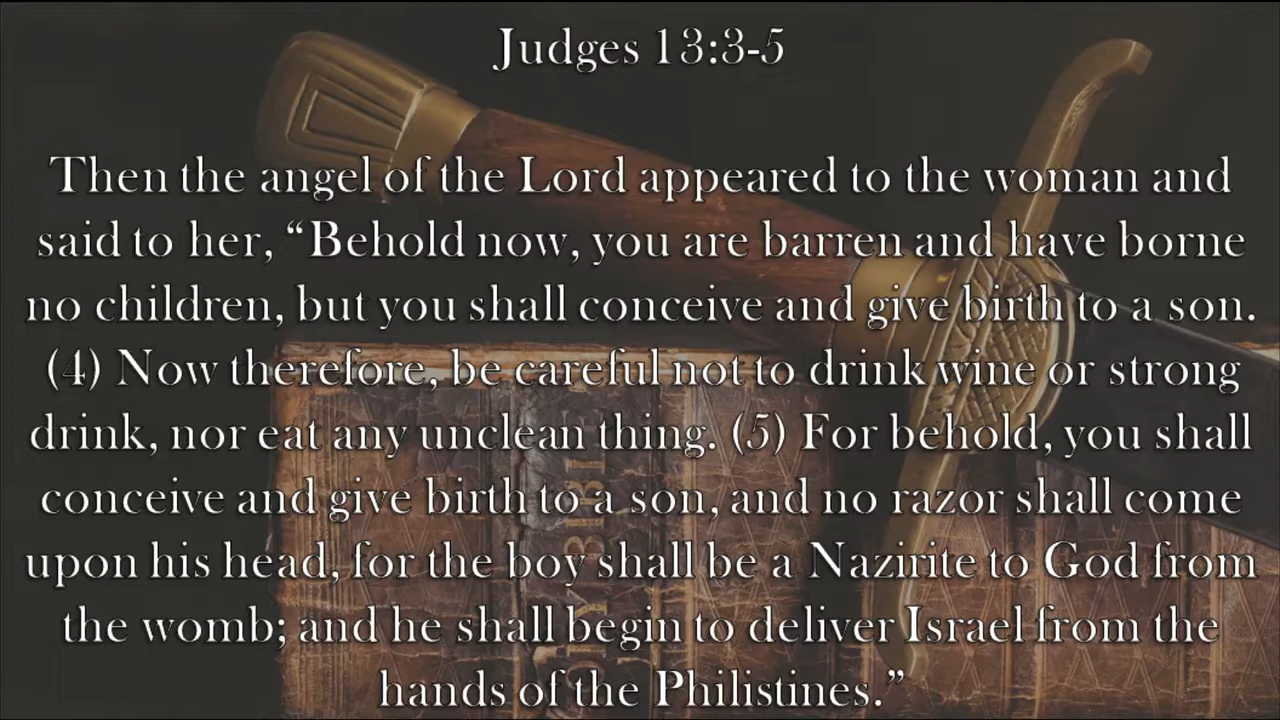 Judges 13:3-5
Then the angel of the Lord appeared to the woman and
said to her, “Behold now, you are barren and have borne
no children, but you shall conceive and give birth to a son.
(4) Now therefore, be careful not to drink wine or strong
drink, nor eat any unclean thing. (5) For behold, you shall
conceive and give birth to a son, and no razor shall come
upon his head, for the boy shall be a Nazirite to God from
the womb; and he shall begin to deliver Israel from the
hands of the Philistines.”